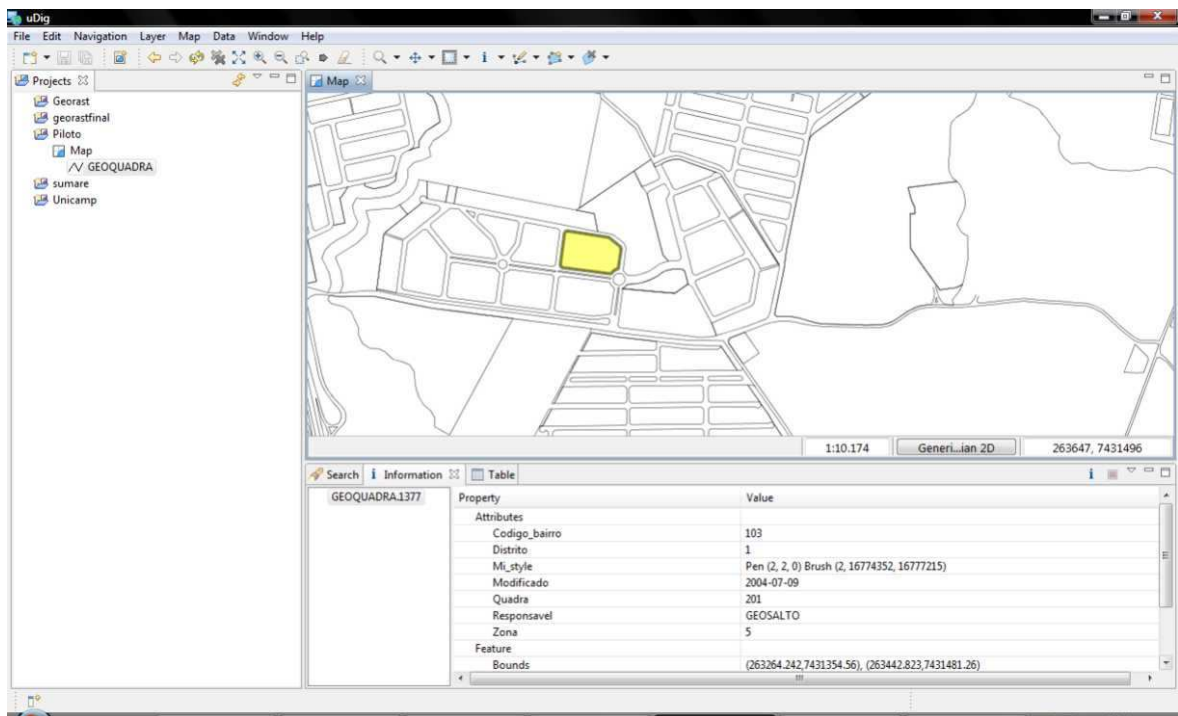 uDig
File Edit Navigation Layer Map Data Window Help
Projects
Georast
georastfinal
Piloto
Map
GEOQUADRA
sumare
Unicamp
Map
1:10.174 Generi...ian 2D 263647, 7431496
Search Information Table
GEOQUADRA.1377
Property Value
Attributes
Codigo_bairro 103
Distrito 1
Mi_style Pen (2, 2, 0) Brush (2, 16774352, 16777215)
Modificado 2004-07-09
Quadra 201
Responsavel GEOSALTO
Zona 5
Feature
Bounds (263264.242,7431354.56), (263442.823,7431481.26)